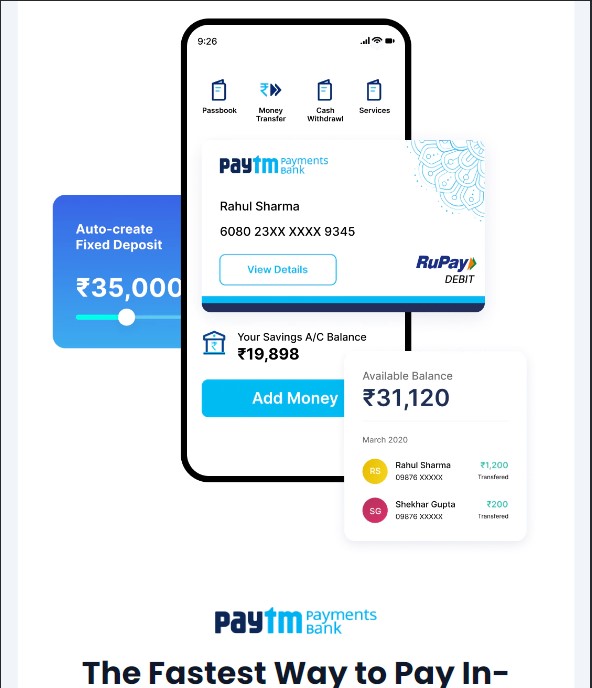 9:26
Passbook
Money
Transfer
Cash
Withdrawl
Services
paytm Payments
Bank
Rahul Sharma
6080 23XX XXXX 9345
View Details
RuPay
DEBIT
Auto-create
Fixed Deposit
₹35,000
Your Savings A/C Balance
₹19,898
Add Money
Available Balance
₹31,120
March 2020
RS
Rahul Sharma
₹1,200
09876 XXXXX
Transfered
SG
Shekhar Gupta
₹200
09876 XXXXX
Transfered
paytm Payments
Bank
The Fastest Way to Pay In-